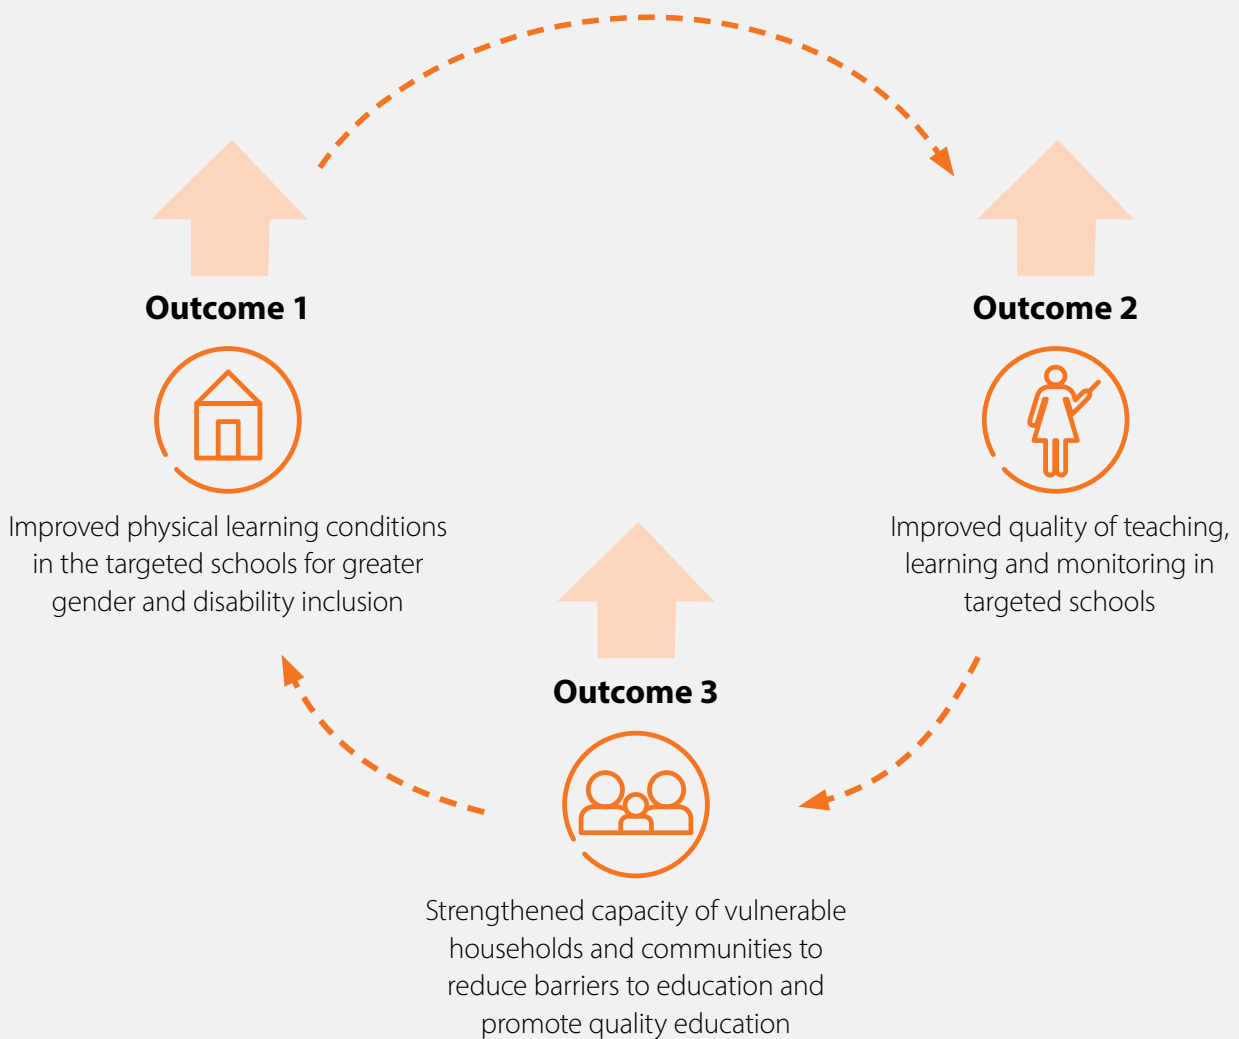 Outcome 1
Improved physical learning conditions
in the targeted schools for greater
gender and disability inclusion
Outcome 2
Improved quality of teaching,
learning and monitoring in
targeted schools
Outcome 3
Strengthened capacity of vulnerable
households and communities to
reduce barriers to education and
promote quality education